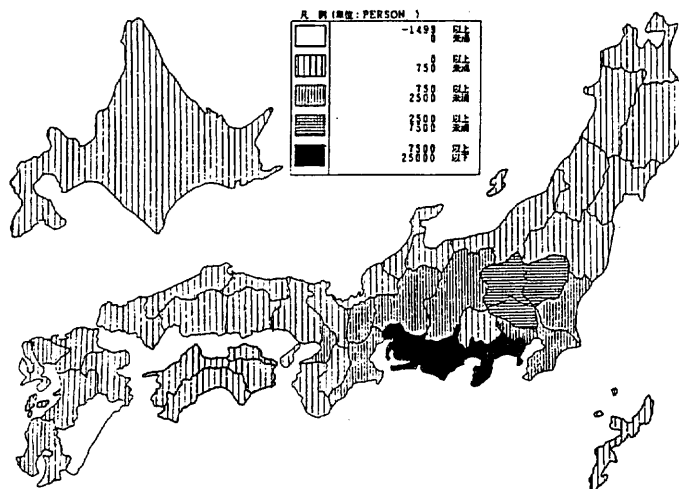 凡 例 (単位：PERSON )
-1499 以上
0 未満
0 以上
750 未満
750 以上
2500 未満
2500 以上
7500 未満
7500 以上
25000 以下